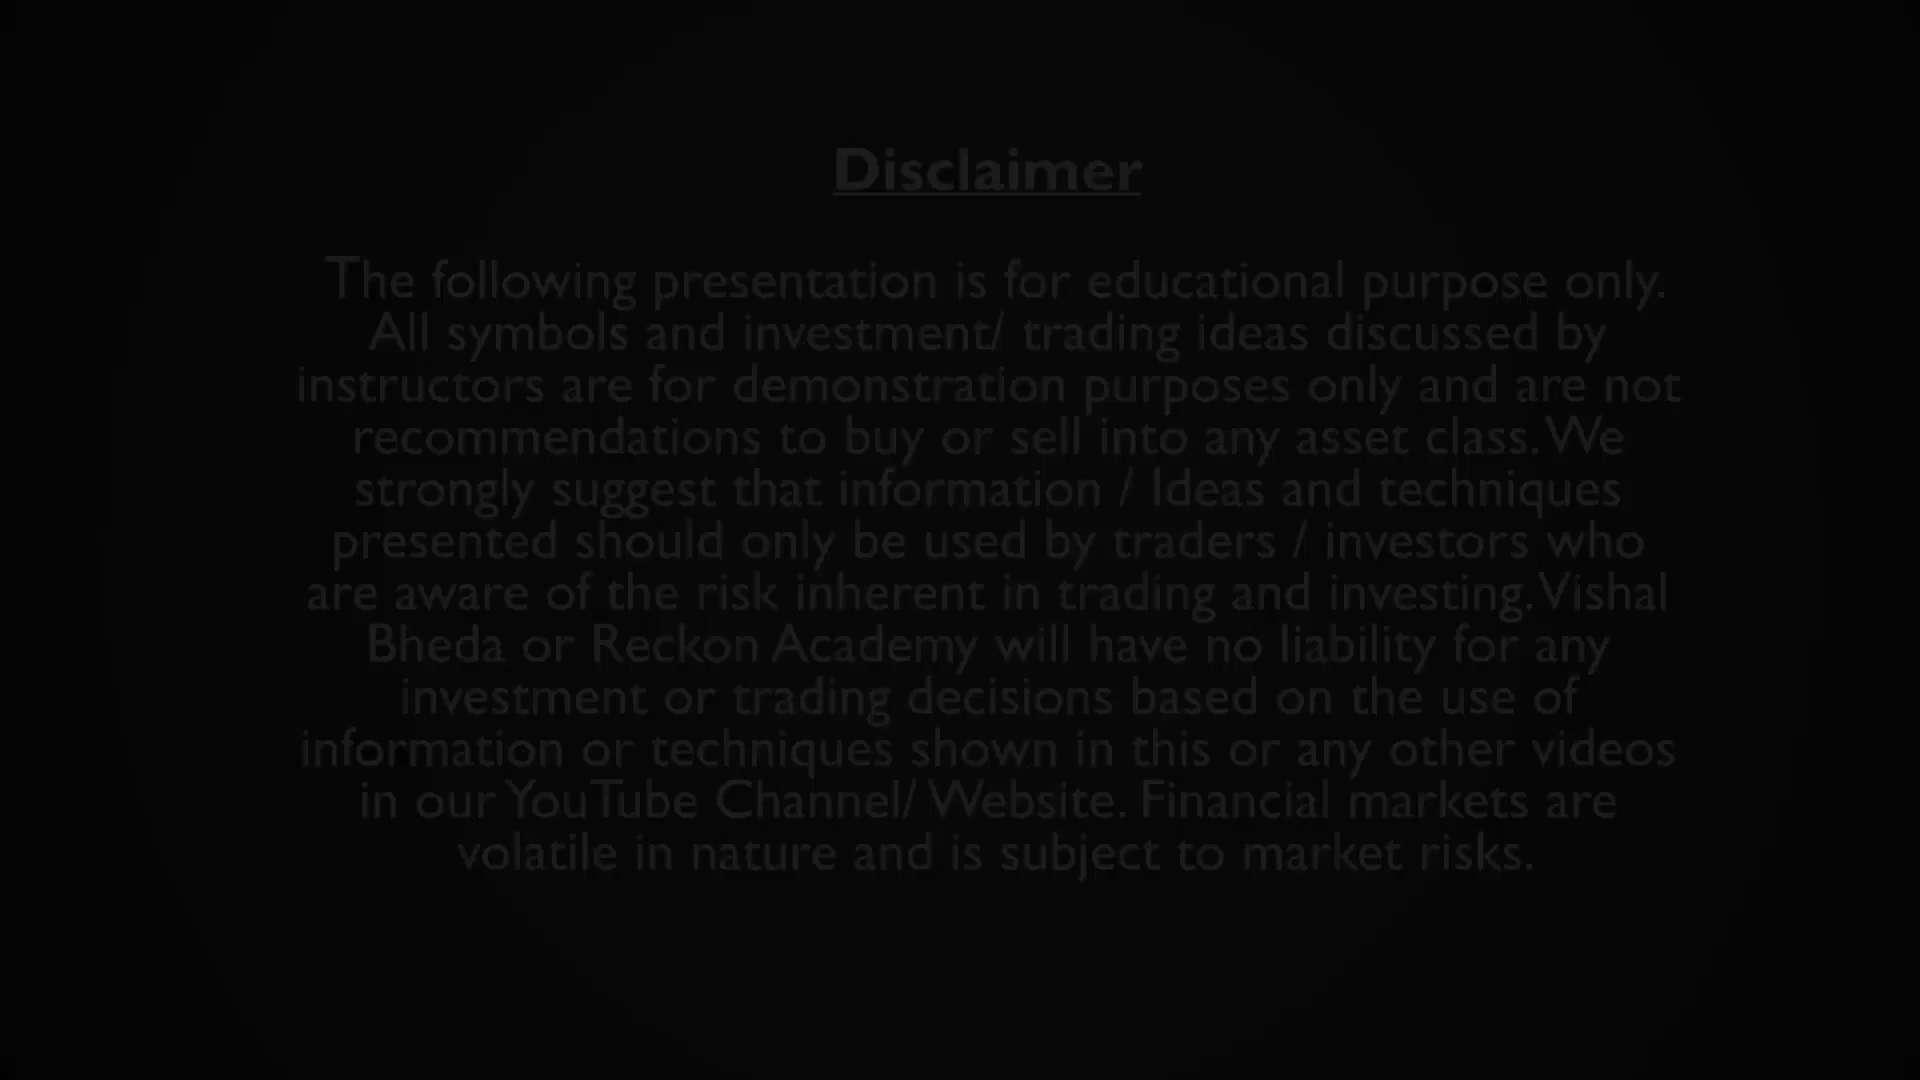 Disclaimer
The following presentation is for educational purpose only.
All symbols and investment/ trading ideas discussed by
instructors are for demonstration purposes only and are not
recommendations to buy or sell into any asset class. We
strongly suggest that information / Ideas and techniques
presented should only be used by traders / investors who
are aware of the risk inherent in trading and investing. Vishal
Bheda or Reckon Academy will have no liability for any
investment or trading decisions based on the use of
information or techniques shown in this or any other videos
in our YouTube Channel/ Website. Financial markets are
volatile in nature and is subject to market risks.